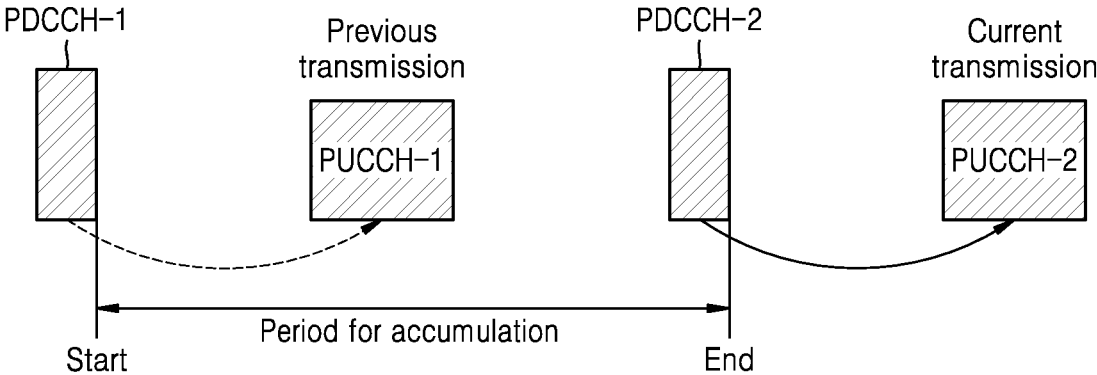 PDCCH-1
Previous
transmission
PDCCH-2
Current
transmission
PUCCH-1
PUCCH-2
Period for accumulation
Start
End